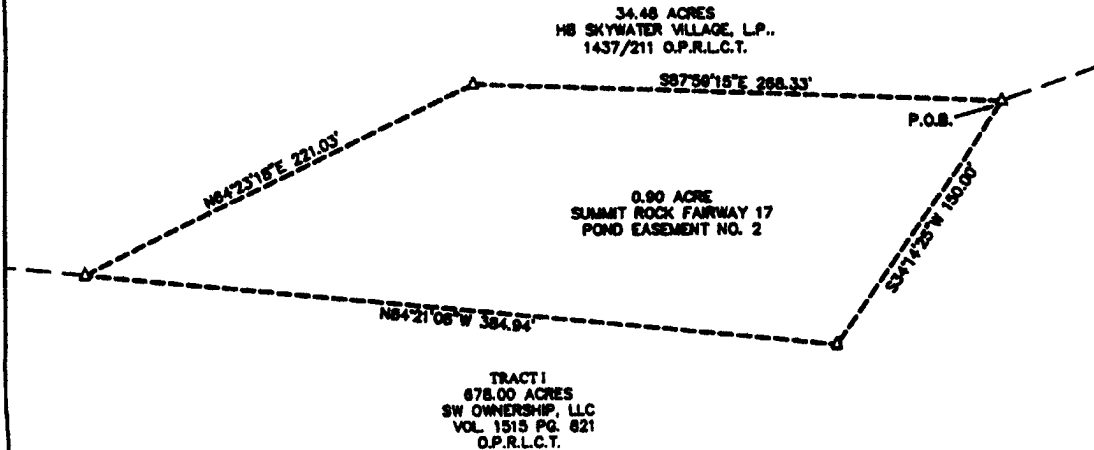 34.48 ACRES
HB SKYWATER VILLAGE, L.P..
1437/211 O.P.R.L.C.T.
S87°59'15"E 268.33'
P.O.B.
N64°23'18"E 221.03'
0.90 ACRE
SUMMIT ROCK FAIRWAY 17
POND EASEMENT NO. 2
S34°14'25"W 150.00'
N84°21'06"W 384.94'
TRACT I
678.00 ACRES
SW OWNERSHIP, LLC
VOL. 1515 PG. 821
O.P.R.L.C.T.